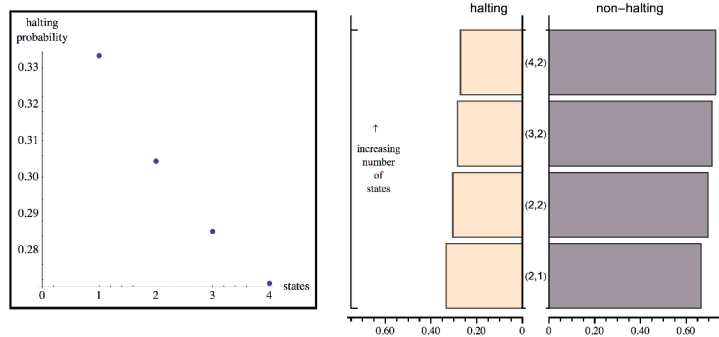 halting
probability
0.33
0.32
0.31
0.30
0.29
0.28
0
1
2
3
4
states
halting
non–halting
(4,2)
(3,2)
(2,2)
(2,1)
↑
increasing
number
of
states
0.60
0.40
0.20
0
0
0.20
0.40
0.60